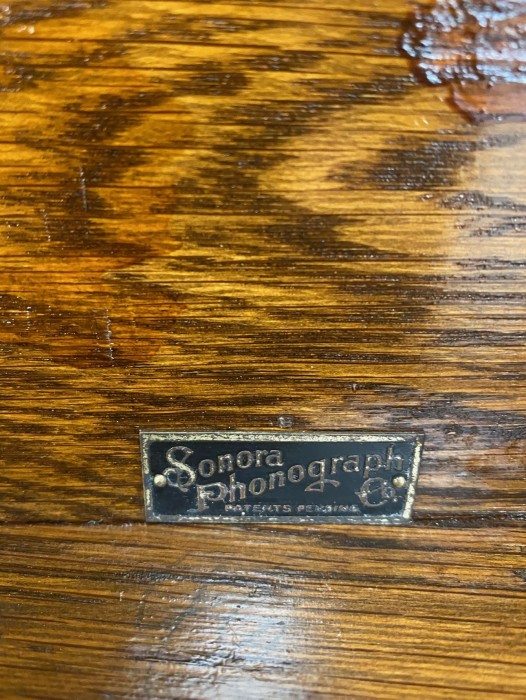 Sonora
Phonograph
Co.
PATENTS PENDING